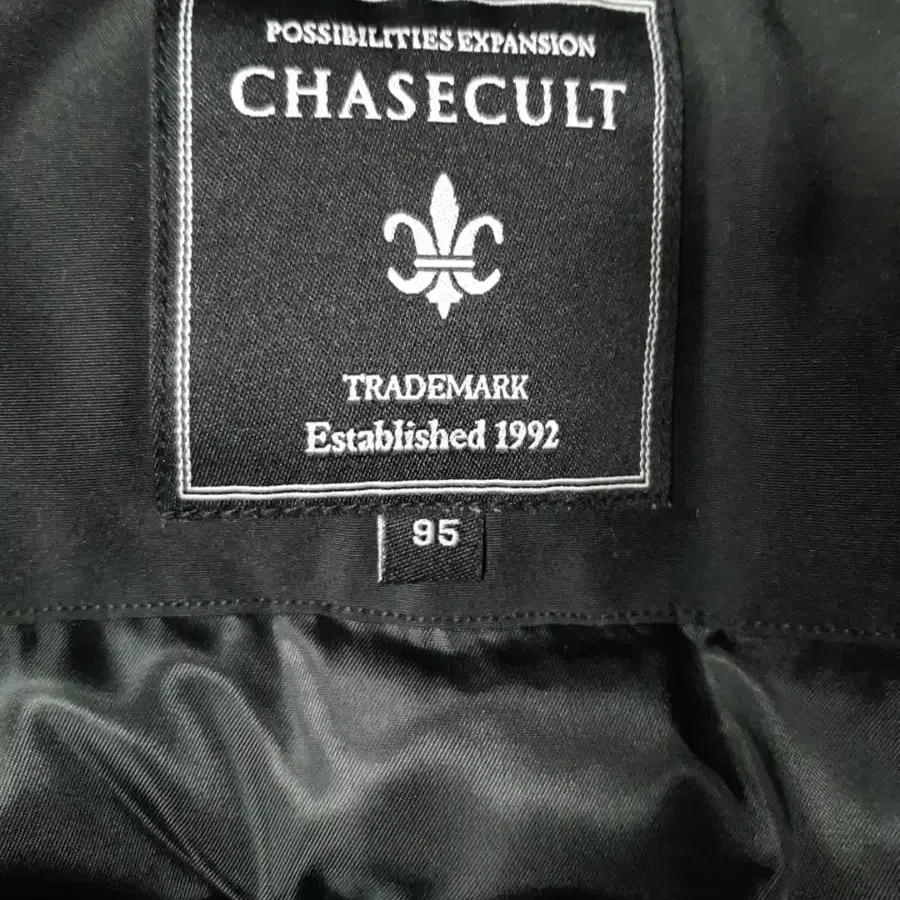 POSSIBILITIES EXPANSION
CHASECULT
TRADEMARK
Established 1992
95